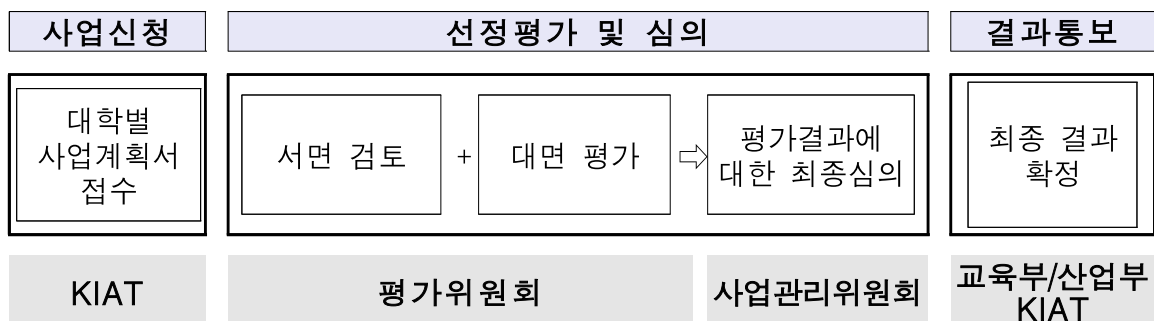 사업신청
선정평가 및 심의
결과통보
대학별
사업계획서
접수
서면 검토
+
대면 평가
⇨
평가결과에
대한 최종심의
최종 결과
확정
KIAT
평가위원회
사업관리위원회
교육부/산업부
KIAT